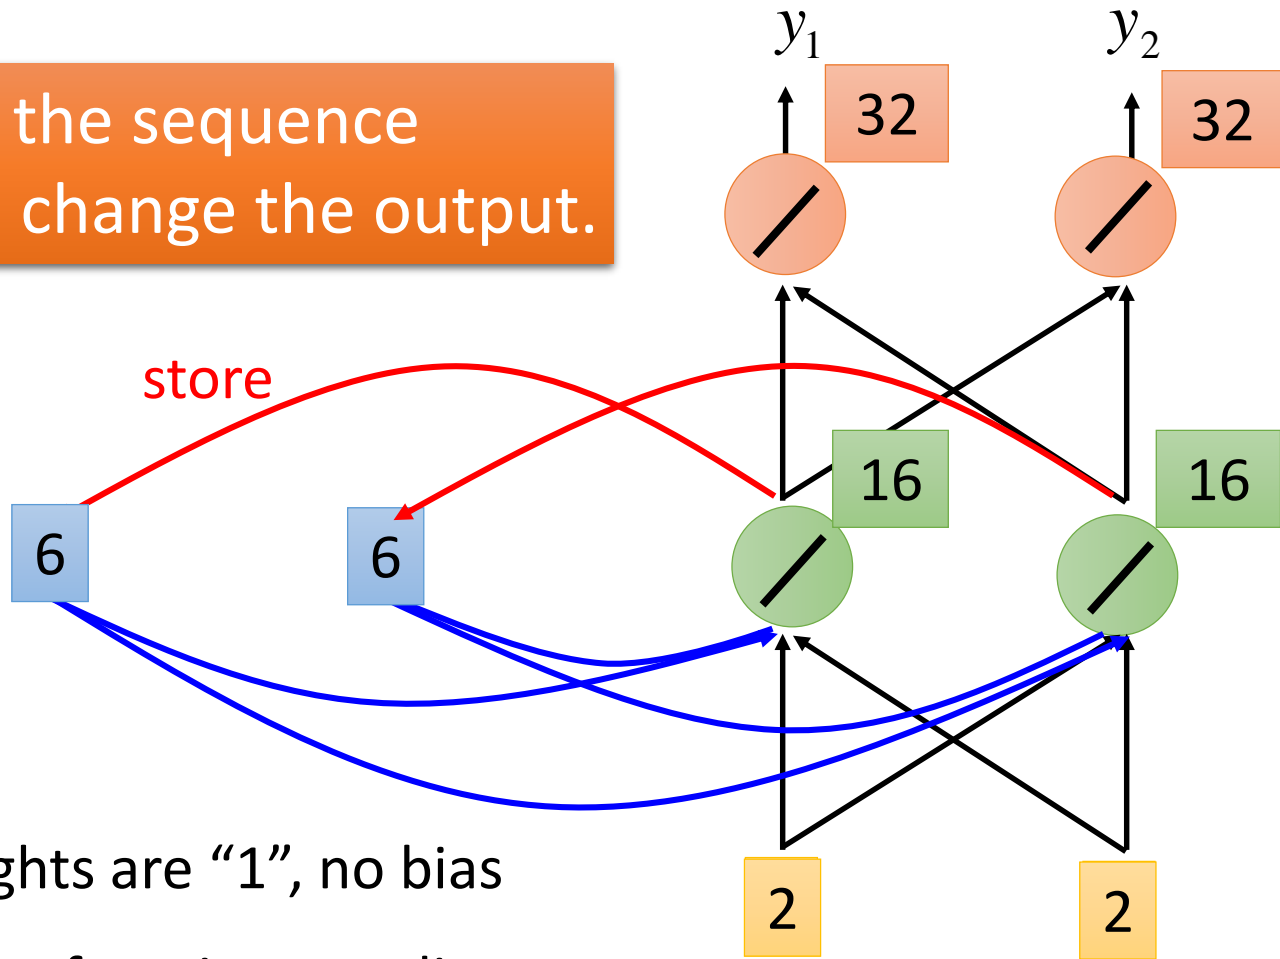 y1
y2
32
32
the sequence
change the output.
store
16
16
6
6
are “1”, no bias
2
2